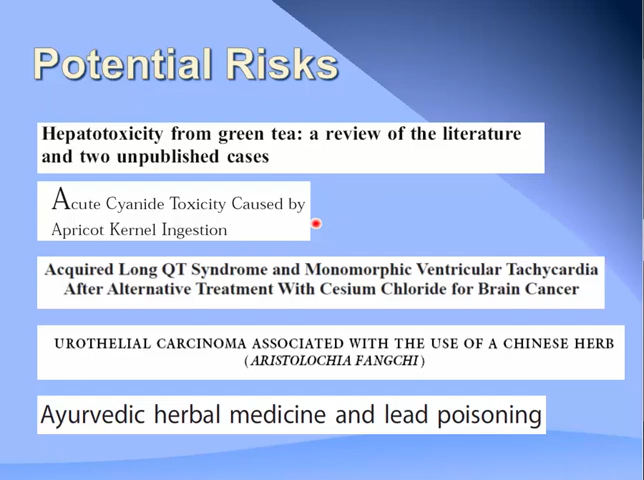 Potential Risks
Hepatotoxicity from green tea: a review of the literature
and two unpublished cases
Acute Cyanide Toxicity Caused by
Apricot Kernel Ingestion
Acquired Long QT Syndrome and Monomorphic Ventricular Tachycardia
After Alternative Treatment With Cesium Chloride for Brain Cancer
UROTHELIAL CARCINOMA ASSOCIATED WITH THE USE OF A CHINESE HERB
(ARISTOLOCHIA FANGCHI)
Ayurvedic herbal medicine and lead poisoning